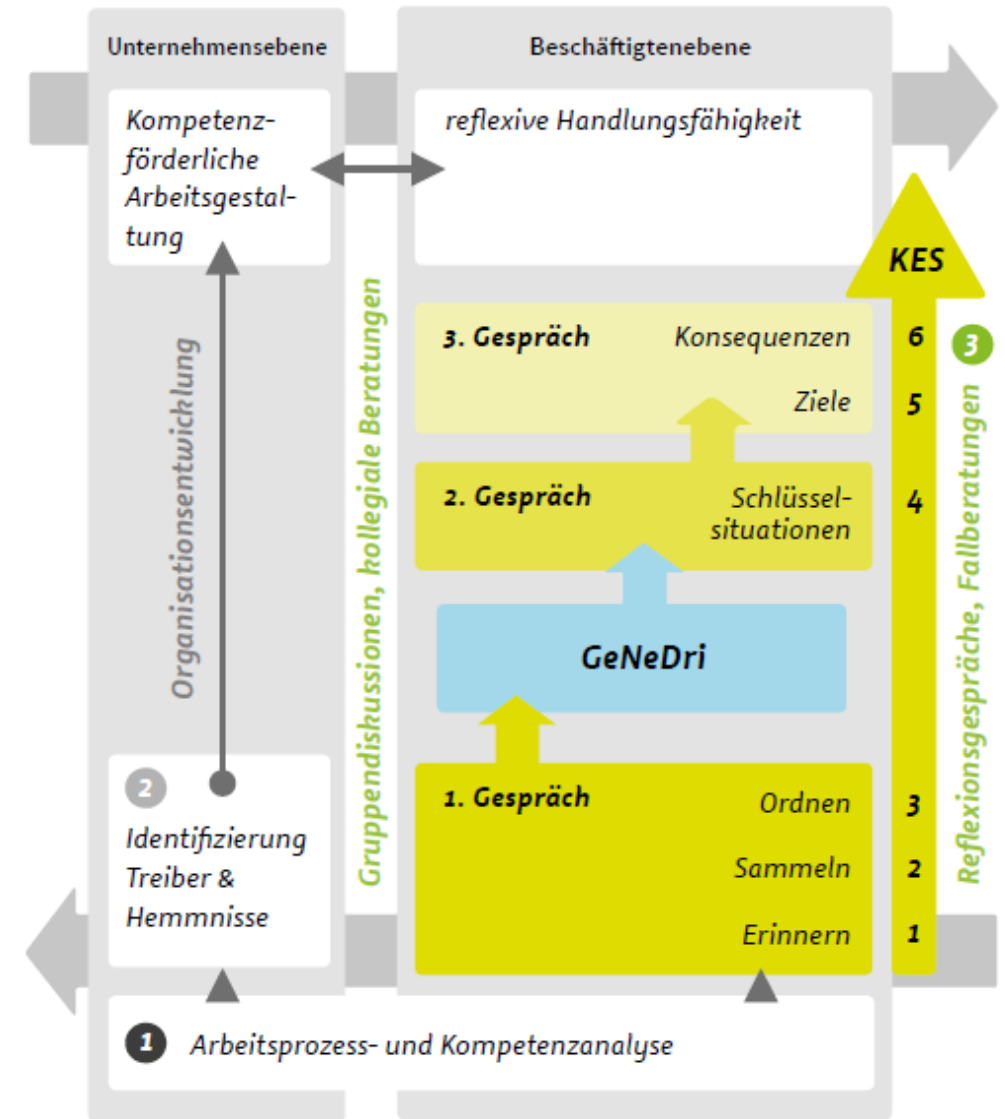 Unternehmensebene
Beschäftigtenebene
Kompetenz-
förderliche
Arbeitsgestal-
tung
reflexive Handlungsfähigkeit
KES
Organisationsentwicklung
Gruppendiskussionen, kollegiale Beratungen
3. Gespräch Konsequenzen 6
Ziele 5
2. Gespräch Schlüssel- 4
situationen
GeNeDri
1. Gespräch Ordnen 3
Sammeln 2
Erinnern 1
3
Reflexionsgespräche, Fallberatungen
2
Identifizierung
Treiber &
Hemmnisse
1 Arbeitsprozess- und Kompetenzanalyse